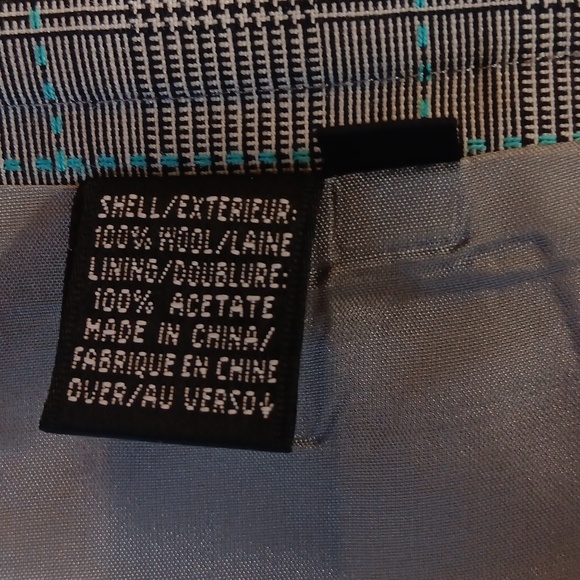 SHELL/EXTERIEUR:
100% WOOL/LAINE
LINING/DOUBLURE:
100% ACETATE
MADE IN CHINA/
FABRIQUE EN CHINE
OVER/AU VERSO↓